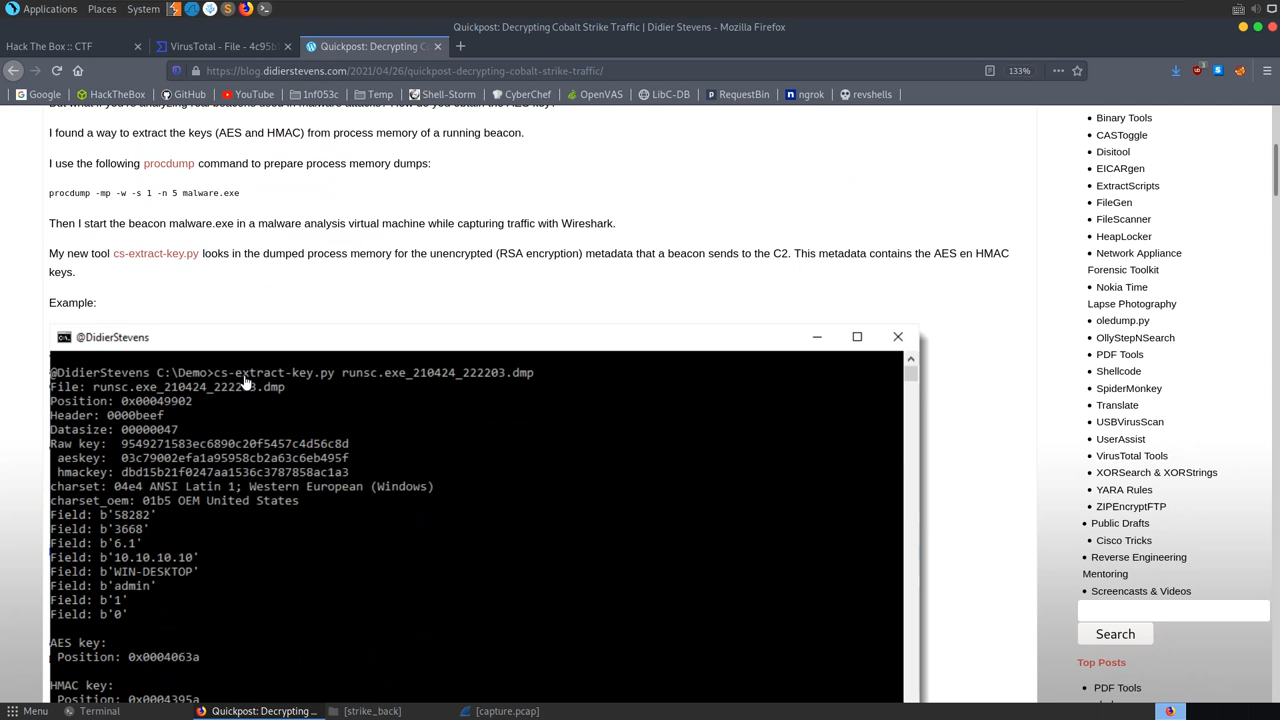 Applications Places System
Quickpost: Decrypting Cobalt Strike Traffic | Didier Stevens - Mozilla Firefox
Hack The Box :: CTF
VirusTotal - File - 4c95
Quickpost: Decrypting Co
https://blog.didierstevens.com/2021/04/26/quickpost-decrypting-cobalt-strike-traffic/
133%
Google 1nf053c GitHub YouTube 1nf053c Temp Shell-Storm CyberChef OpenVAS LibC-DB RequestBin ngrok revshells
I found a way to extract the keys (AES and HMAC) from process memory of a running beacon.
I use the following procdump command to prepare process memory dumps:
procdump -mp -w -s 1 -n 5 malware.exe
Then I start the beacon malware.exe in a malware analysis virtual machine while capturing traffic with Wireshark.
My new tool cs-extract-key.py looks in the dumped process memory for the unencrypted (RSA encryption) metadata that a beacon sends to the C2. This metadata contains the AES en HMAC
keys.
Example:
@DidierStevens
@DidierStevens C:\Demo>cs-extract-key.py runsc.exe_210424_222203.dmp
File: runsc.exe_210424_222203.dmp
Position: 0x00049902
Header: 0000beef
Datasize: 00000047
Raw key: 9549271583ec6890c20f5457c4d56c8d
aeskey: 03c79002efa1a95958cb2a63c6eb495f
hmackey: dbd15b21f0247aa1536c3787858ac1a3
charset: 04e4 ANSI Latin 1; Western European (Windows)
charset_oem: 01b5 OEM United States
Field: b'58282'
Field: b'3668'
Field: b'6.1'
Field: b'10.10.10.10'
Field: b'WIN-DESKTOP'
Field: b'admin'
Field: b'1'
Field: b'0'
AES key:
Position: 0x0004063a
HMAC key:
Position: 0x0004395a
Binary Tools
CASToggle
Disitool
EICARgen
ExtractScripts
FileGen
FileScanner
HeapLocker
Network Appliance
Forensic Toolkit
Nokia Time
Lapse Photography
oledump.py
OllyStepNSearch
PDF Tools
Shellcode
SpiderMonkey
Translate
USBVirusScan
UserAssist
VirusTotal Tools
XORSearch & XORStrings
YARA Rules
ZIPEncryptFTP
Public Drafts
Cisco Tricks
Reverse Engineering
Mentoring
Screencasts & Videos
Search
Top Posts
PDF Tools
Menu Terminal Quickpost: Decrypting ... [strike_back] [capture.pcap]